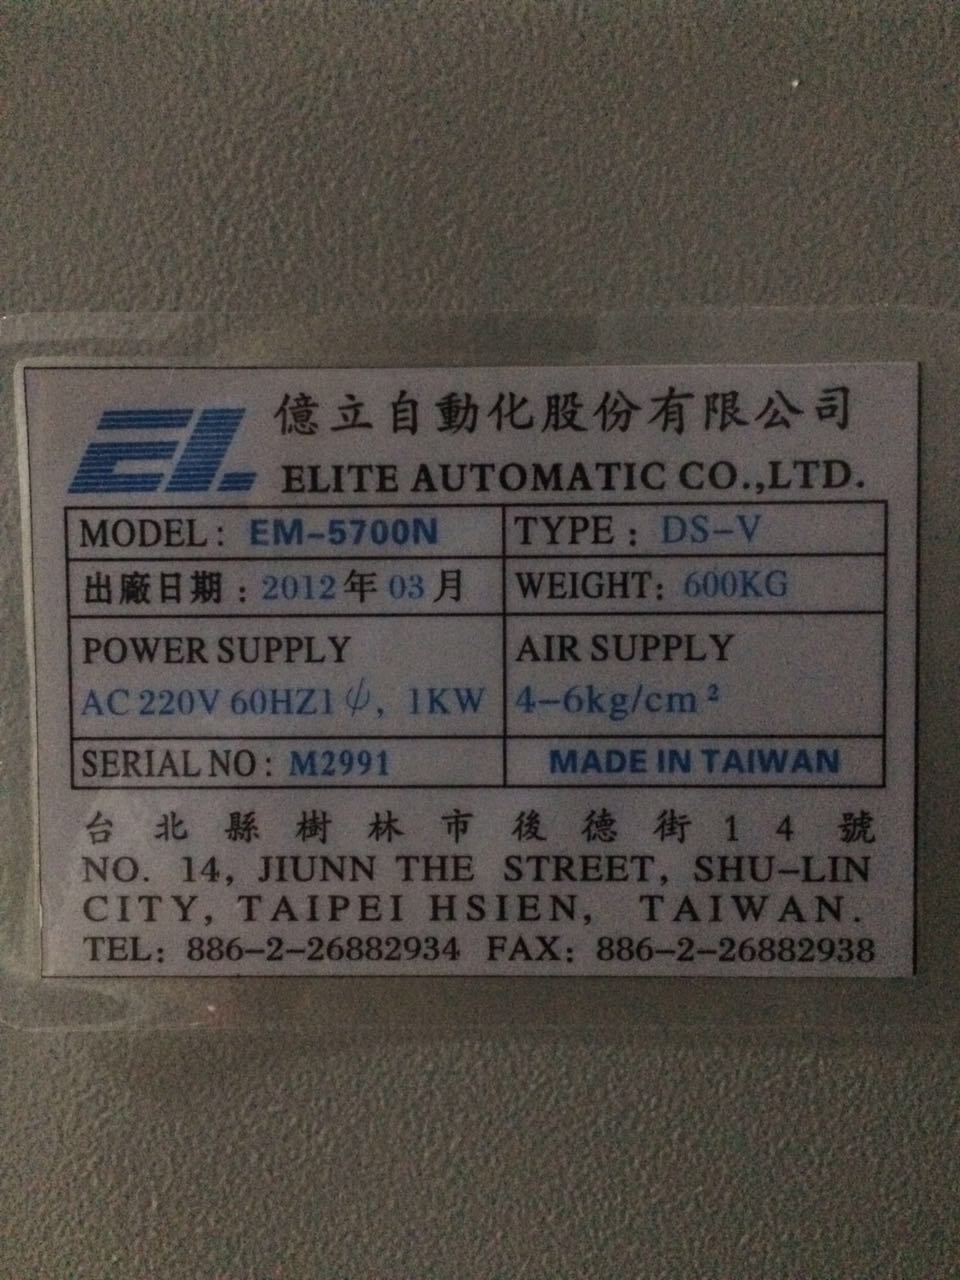 EL
億立自動化股份有限公司
ELITE AUTOMATIC CO.,LTD.
MODEL: EM-5700N
TYPE: DS-V
出廠日期: 2012年 03月
WEIGHT: 600KG
POWER SUPPLY
AC 220V 60HZ1ψ, 1KW
AIR SUPPLY
4-6kg/cm²
SERIAL NO: M2991
MADE IN TAIWAN
台北縣樹林市後德街14號
NO. 14, JIUNN THE STREET, SHU-LIN
CITY, TAIPEI HSIEN, TAIWAN.
TEL: 886-2-26882934 FAX: 886-2-26882938